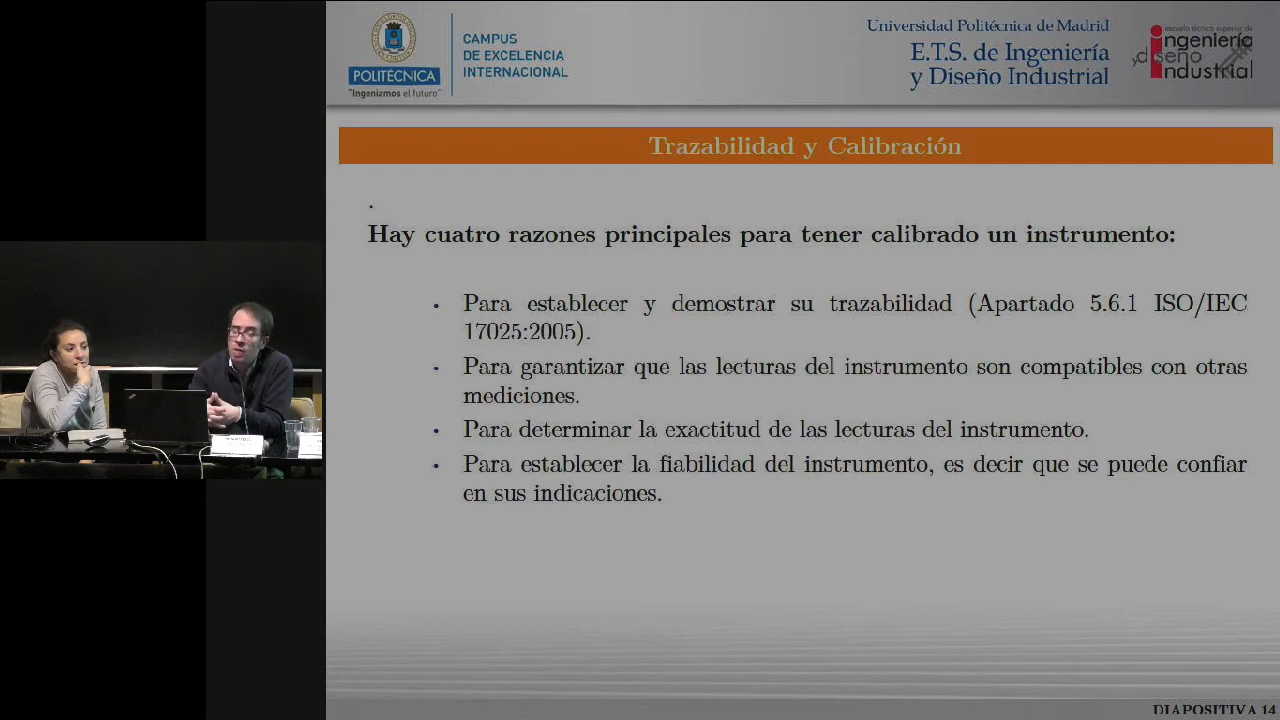 POLITÉCNICA
"Ingeniamos el futuro"
CAMPUS
DE EXCELENCIA
INTERNACIONAL
Universidad Politécnica de Madrid
E.T.S. de Ingeniería
y Diseño Industrial
escuela técnica superior de
ingeniería
y diseño
industrial
Trazabilidad y Calibración
.
Hay cuatro razones principales para tener calibrado un instrumento:
• Para establecer y demostrar su trazabilidad (Apartado 5.6.1 ISO/IEC
17025:2005).
• Para garantizar que las lecturas del instrumento son compatibles con otras
mediciones.
• Para determinar la exactitud de las lecturas del instrumento.
• Para establecer la fiabilidad del instrumento, es decir que se puede confiar
en sus indicaciones.
DIAPOSITIVA 14